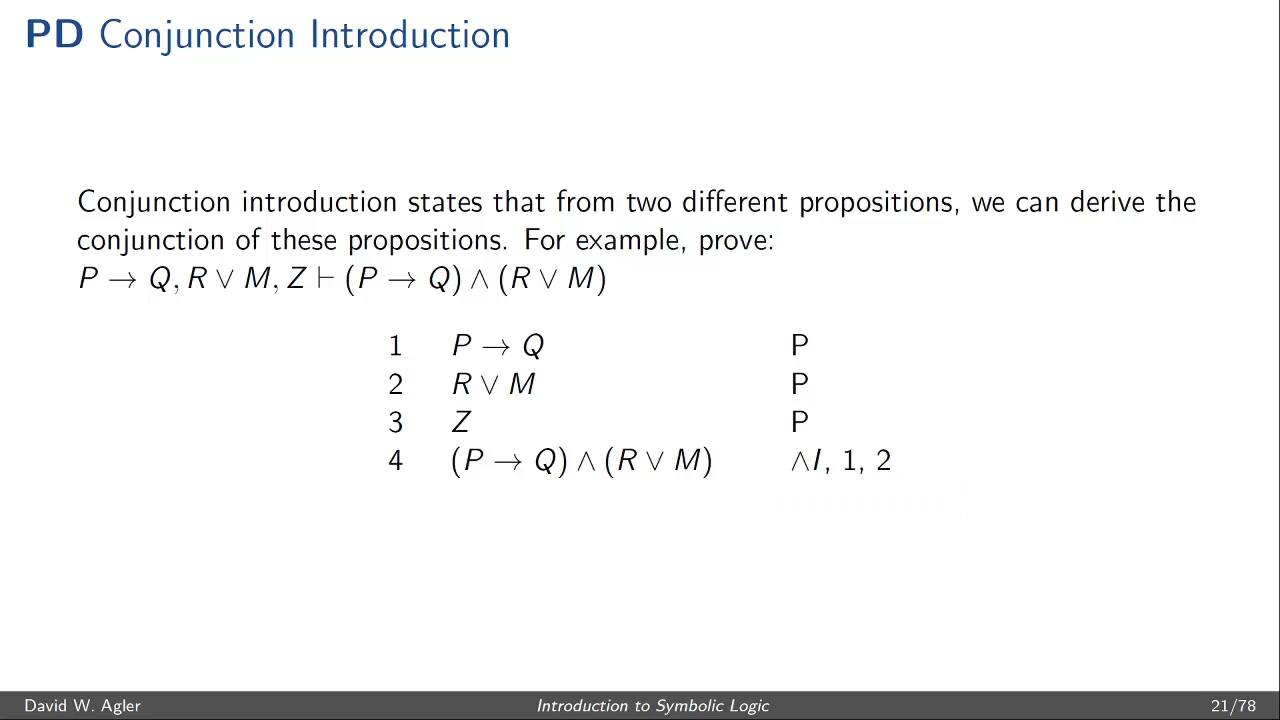 PD Conjunction Introduction
Conjunction introduction states that from two different propositions, we can derive the
conjunction of these propositions. For example, prove:
P → Q, R ∨ M, Z ⊢ (P → Q) ∧ (R ∨ M)
1 P → Q P
2 R ∨ M P
3 Z P
4 (P → Q) ∧ (R ∨ M) ∧I, 1, 2
David W. Agler Introduction to Symbolic Logic 21/78